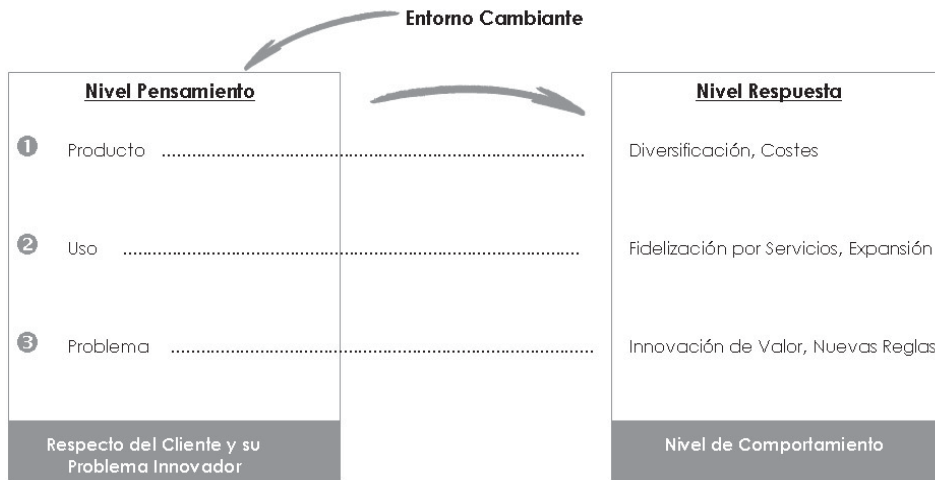 Entorno Cambiante
Nivel Pensamiento
Nivel Respuesta
1 Producto ................................ Diversificación, Costes
2 Uso ................................ Fidelización por Servicios, Expansión
3 Problema ................................ Innovación de Valor, Nuevas Reglas
Respecto del Cliente y su
Problema Innovador
Nivel de Comportamiento